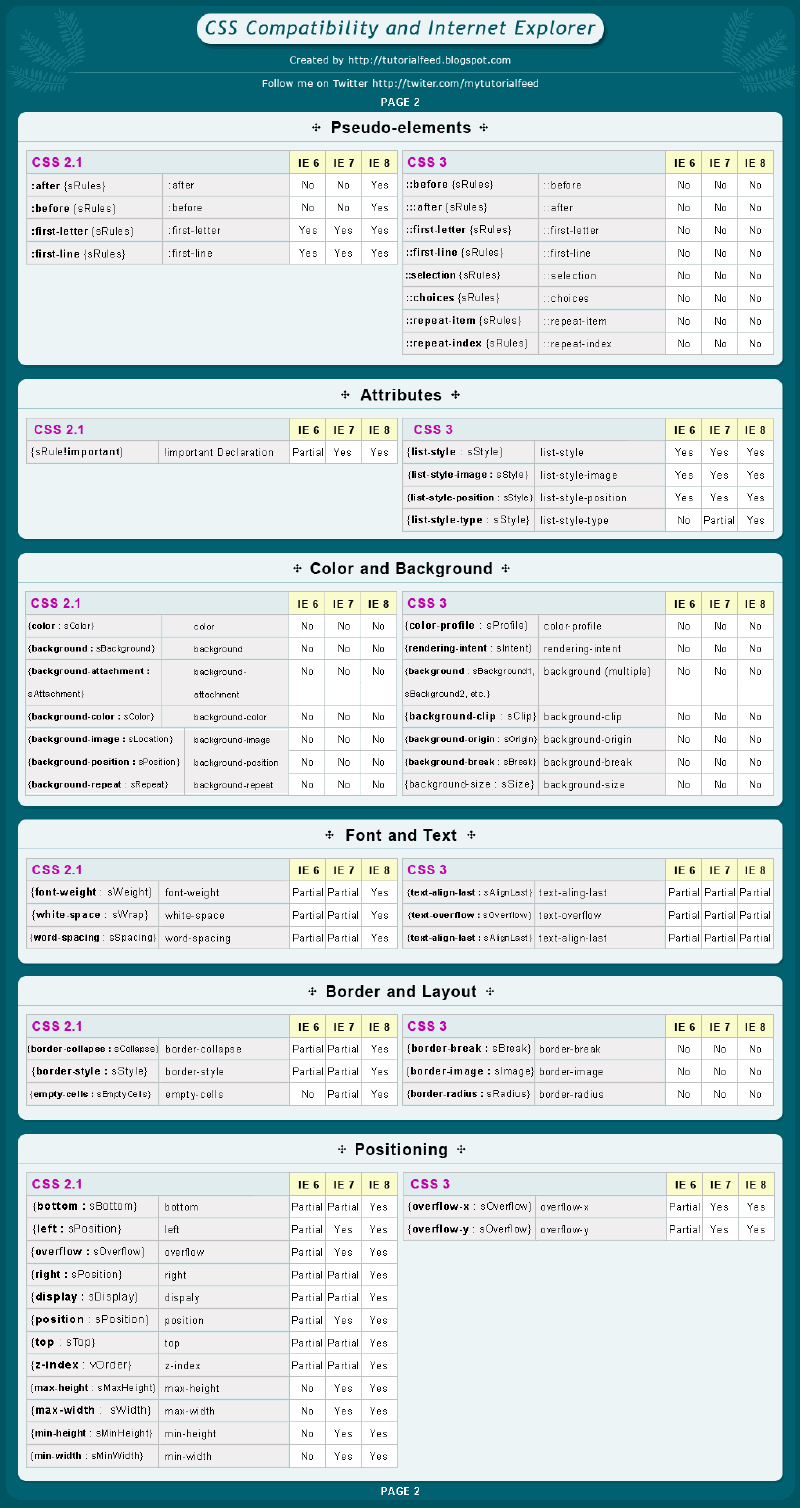 CSS Compatibility and Internet Explorer
Created by http://tutorialfeed.blogspot.com
Follow me on Twitter http://twiter.com/mytutorialfeed
PAGE 2
Pseudo-elements
CSS 2.1 IE 6 IE 7 IE 8
:after {sRules} :after No No Yes
:before {sRules} :before No No Yes
:first-letter {sRules} :first-letter Yes Yes Yes
:first-line {sRules} :first-line Yes Yes Yes
CSS 3 IE 6 IE 7 IE 8
::before {sRules} ::before No No No
:::after {sRules} ::after No No No
::first-letter {sRules} ::first-letter No No No
::first-line {sRules} ::first-line No No No
::selection {sRules} ::selection No No No
::choices {sRules} ::choices No No No
::repeat-item {sRules} ::repeat-item No No No
::repeat-index {sRules} ::repeat-index No No No
Attributes
CSS 2.1 IE 6 IE 7 IE 8
{sRule!important} !important Declaration Partial Yes Yes
CSS 3 IE 6 IE 7 IE 8
{list-style : sStyle} list-style Yes Yes Yes
{list-style-image : sStyle} list-style-image Yes Yes Yes
{list-style-position : sStyle} list-style-position Yes Yes Yes
{list-style-type : sStyle} list-style-type No Partial Yes
Color and Background
CSS 2.1 IE 6 IE 7 IE 8
{color : sColor} color No No No
{background : sBackground} background No No No
{background-attachment : background- No No No
sAttachment} attachment
{background-color : sColor} background-color No No No
{background-image : sLocation} background-image No No No
{background-position : sPosition} background-position No No No
{background-repeat : sRepeat} background-repeat No No No
CSS 3 IE 6 IE 7 IE 8
{color-profile : sProfile} color-profile No No No
{rendering-intent : sIntent} rendering-intent No No No
{background : sBackground1, background (multiple) No No No
sBackground2, etc.}
{background-clip : sClip} background-clip No No No
{background-origin : sOrigin} background-origin No No No
{background-break : sBreak} background-break No No No
{background-size : sSize} background-size No No No
Font and Text
CSS 2.1 IE 6 IE 7 IE 8
{font-weight : sWeight} font-weight Partial Partial Yes
{white-space : sWrap} white-space Partial Partial Yes
{word-spacing : sSpacing} word-spacing Partial Partial Yes
CSS 3 IE 6 IE 7 IE 8
{text-align-last : sAlignLast} text-aling-last Partial Partial Partial
{text-overflow : sOverflow} text-overflow Partial Partial Partial
{text-align-last : sAlignLast} text-align-last Partial Partial Partial
Border and Layout
CSS 2.1 IE 6 IE 7 IE 8
{border-collapse : sCollapse} border-collapse Partial Partial Yes
{border-style : sStyle} border-style Partial Partial Yes
{empty-cells : sEmptyCells} empty-cells No Partial Yes
CSS 3 IE 6 IE 7 IE 8
{border-break : sBreak} border-break No No No
{border-image : sImage} border-image No No No
{border-radius : sRadius} border-radius No No No
Positioning
CSS 2.1 IE 6 IE 7 IE 8
{bottom : sBottom} bottom Partial Partial Yes
{left : sPosition} left Partial Yes Yes
{overflow : sOverflow} overflow Partial Yes Yes
{right : sPosition} right Partial Partial Yes
{display : sDisplay} dispaly Partial Partial Yes
{position : sPosition} position Partial Yes Yes
{top : sTop} top Partial Partial Yes
{z-index : vOrder} z-index Partial Partial Yes
{max-height : sMaxHeight} max-height No Yes Yes
{max-width : sWidth} max-width No Yes Yes
{min-height : sMinHeight} min-height No Yes Yes
{min-width : sMinWidth} min-width No Yes Yes
CSS 3 IE 6 IE 7 IE 8
{overflow-x : sOverflow} overflow-x Partial Yes Yes
{overflow-y : sOverflow} overflow-y Partial Yes Yes
PAGE 2